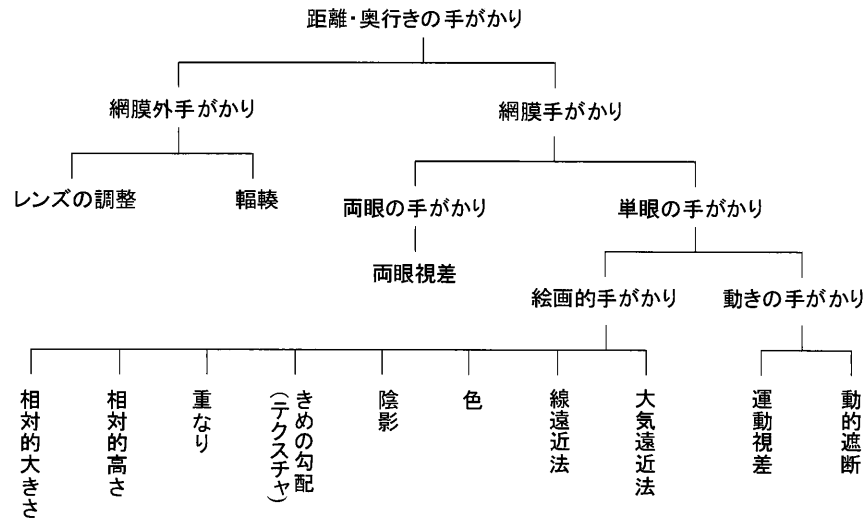 距離・奥行きの手がかり
網膜外手がかり
網膜手がかり
レンズの調整
輻輳
両眼の手がかり
単眼の手がかり
両眼視差
絵画的手がかり
動きの手がかり
相対的大きさ
相対的高さ
重なり
きめの勾配
(テクスチャ)
陰影
色
線遠近法
大気遠近法
運動視差
動的遮断